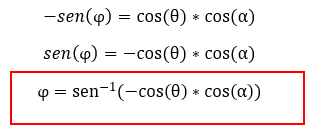 −sen(φ) = cos(θ) * cos(α)
sen(φ) = −cos(θ) * cos(α)
φ = sen⁻¹(−cos(θ) * cos(α))